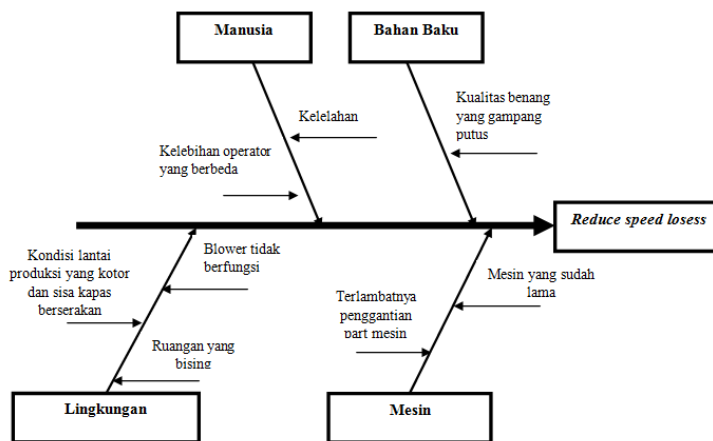 Manusia
Bahan Baku
Kelelahan
Kualitas benang
yang gampang
putus
Kelebihan operator
yang berbeda
Reduce speed losess
Kondisi lantai
produksi yang kotor
dan sisa kapas
berserakan
Blower tidak
berfungsi
Ruangan yang
bising
Terlambatnya
penggantian
part mesin
Mesin yang sudah
lama
Lingkungan
Mesin